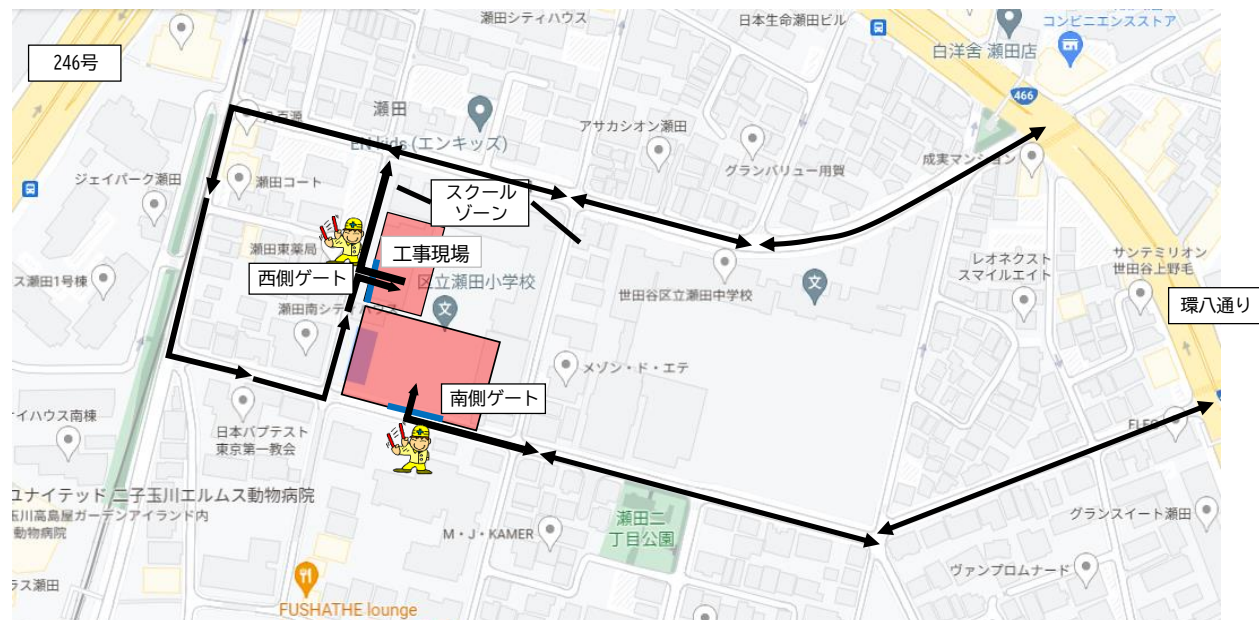 瀬田シティハウス
日本生命瀬田ビル
コンビニエンスストア
白洋舎 瀬田店
246号
466
瀬田
EN kids (エンキッズ)
アサカシオン瀬田
グランバリュー用賀
成実マンション
ジェイパーク瀬田
瀬田コート
スクール
ゾーン
瀬田東薬局
工事現場
西側ゲート
区立瀬田小学校
文
ス瀬田1号棟
瀬田南シティハウス
世田谷区立瀬田中学校
文
レオネクスト
スマイルエイト
サンテミリオン
世田谷上野毛
環八通り
メゾン・ド・エテ
南側ゲート
ィハウス南棟
日本バプテスト
東京第一教会
ユナイテッド 二子玉川エルムス動物病院
玉川高島屋ガーデンアイランド内
動物病院
M・J・KAMER
瀬田二
丁目公園
グランスイート瀬田
ヴァンプロムナード
ラス瀬田
FUSHATHE lounge